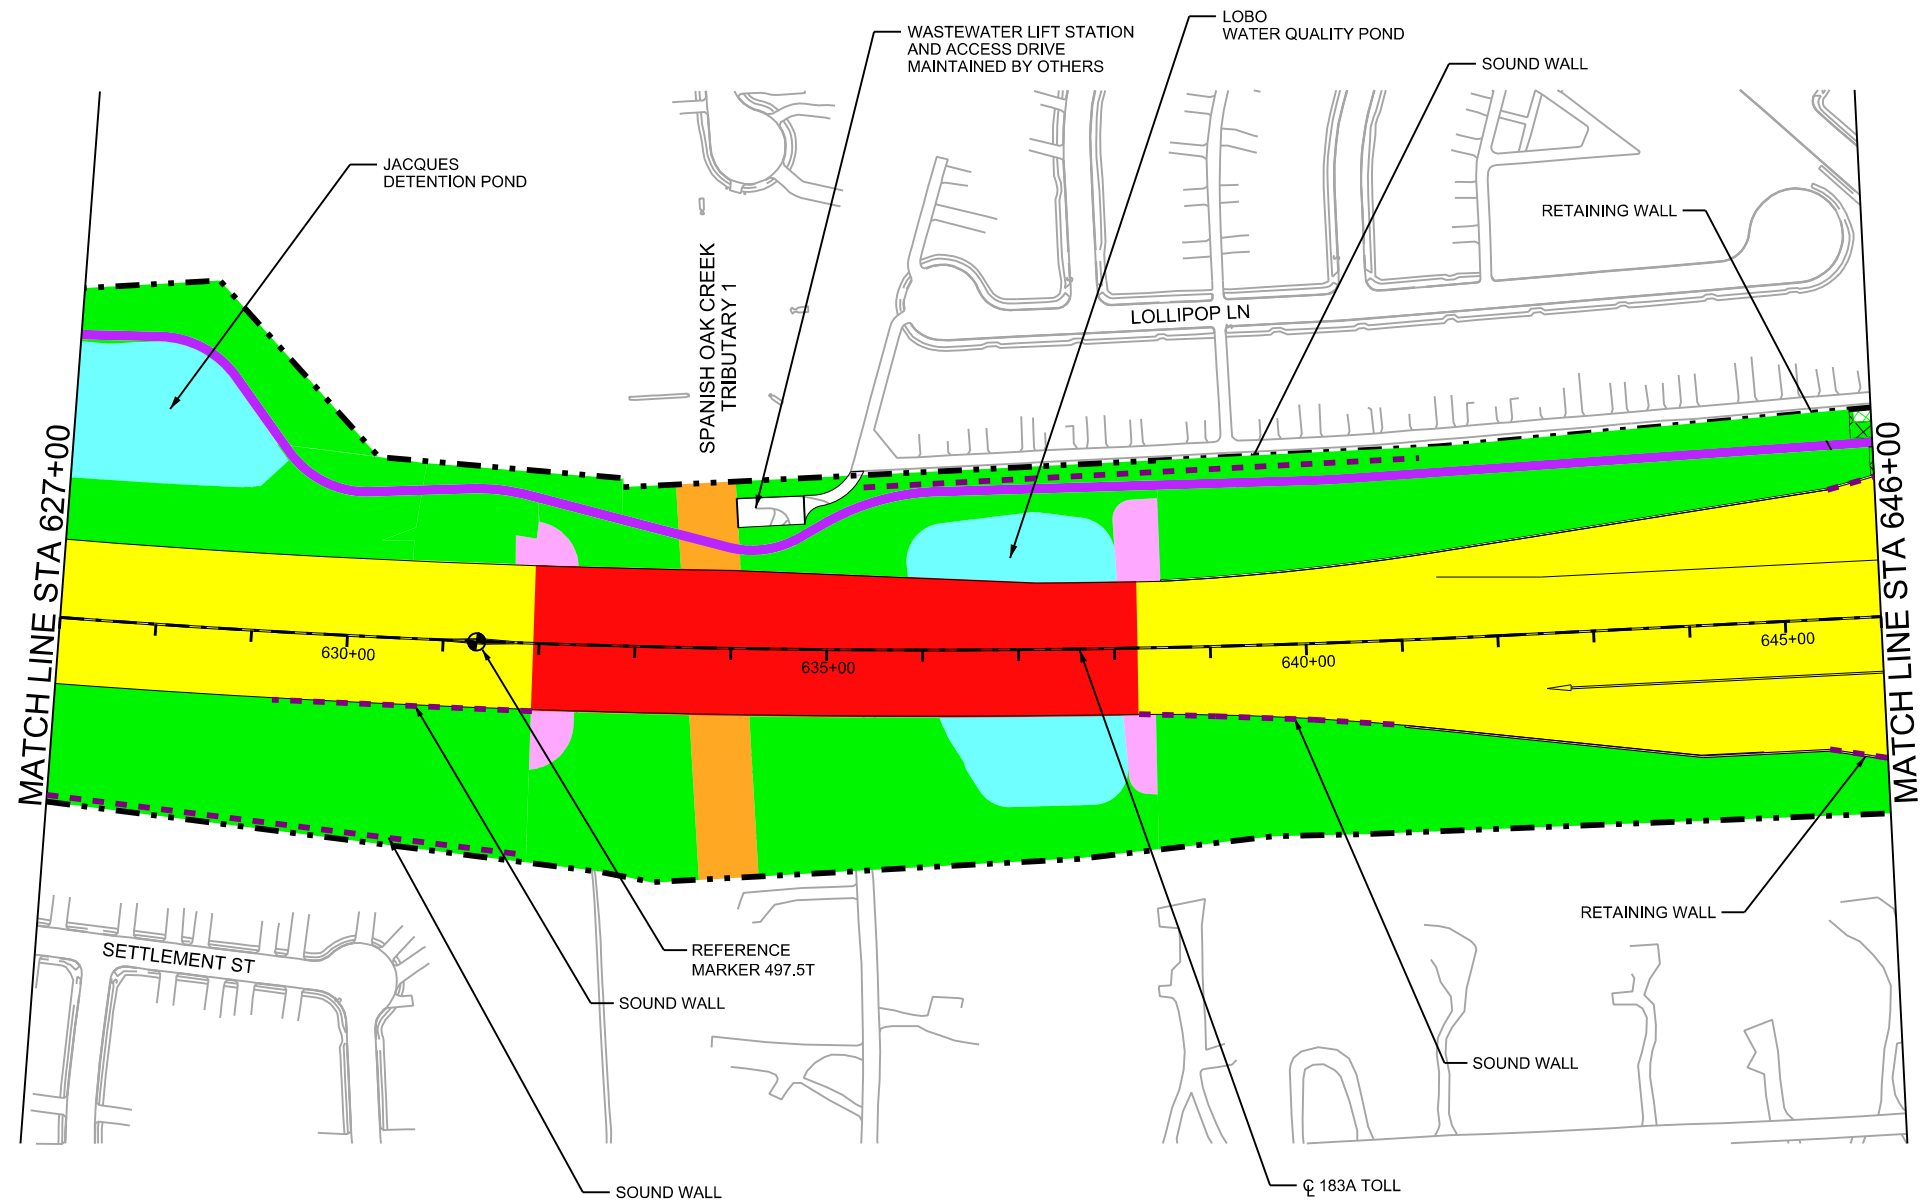 WASTEWATER LIFT STATION
AND ACCESS DRIVE
MAINTAINED BY OTHERS
LOBO
WATER QUALITY POND
SOUND WALL
JACQUES
DETENTION POND
RETAINING WALL
SPANISH OAK CREEK
TRIBUTARY 1
LOLLIPOP LN
MATCH LINE STA 627+00
MATCH LINE STA 646+00
630+00
635+00
640+00
645+00
RETAINING WALL
SETTLEMENT ST
REFERENCE
MARKER 497.5T
SOUND WALL
SOUND WALL
SOUND WALL
℄ 183A TOLL